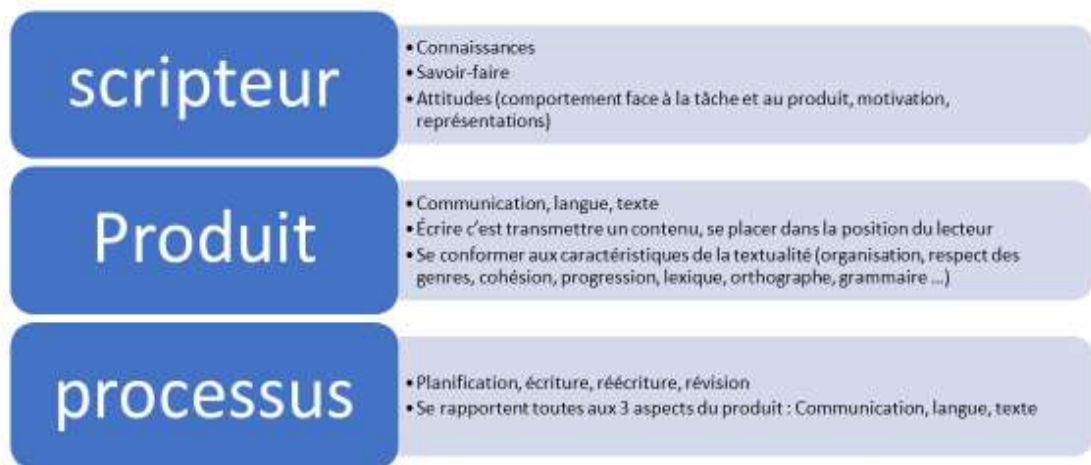 scripteur
• Connaissances
• Savoir-faire
• Attitudes (comportement face à la tâche et au produit, motivation,
représentations)
Produit
• Communication, langue, texte
• Écrire c'est transmettre un contenu, se placer dans la position du lecteur
• Se conformer aux caractéristiques de la textualité (organisation, respect des
genres, cohésion, progression, lexique, orthographe, grammaire ...)
processus
• Planification, écriture, réécriture, révision
• Se rapportent toutes aux 3 aspects du produit : Communication, langue, texte